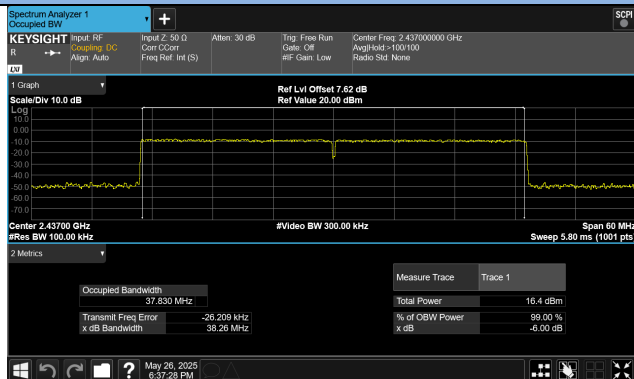 Spectrum Analyzer 1
Occupied BW
SCPI
KEYSIGHT Input: RF Input Z: 50 Ω Atten: 30 dB Trig: Free Run Center Freq: 2.437000000 GHz
R Coupling: DC Corr CCorr Gate: Off Avg|Hold:>100/100
Align: Auto Freq Ref: Int (S) #IF Gain: Low Radio Std: None
LXI
1 Graph
Ref Lvl Offset 7.62 dB
Scale/Div 10.0 dB Ref Value 20.00 dBm
Log
10.0
0.00
-10.0
-20.0
-30.0
-40.0
-50.0
-60.0
-70.0
Center 2.43700 GHz #Video BW 300.00 kHz Span 60 MHz
#Res BW 100.00 kHz Sweep 5.80 ms (1001 pts)
2 Metrics
Measure Trace Trace 1
Occupied Bandwidth
37.830 MHz
Total Power 16.4 dBm
Transmit Freq Error -26.209 kHz % of OBW Power 99.00 %
x dB Bandwidth 38.26 MHz x dB -6.00 dB
May 26, 2025
6:37:28 PM